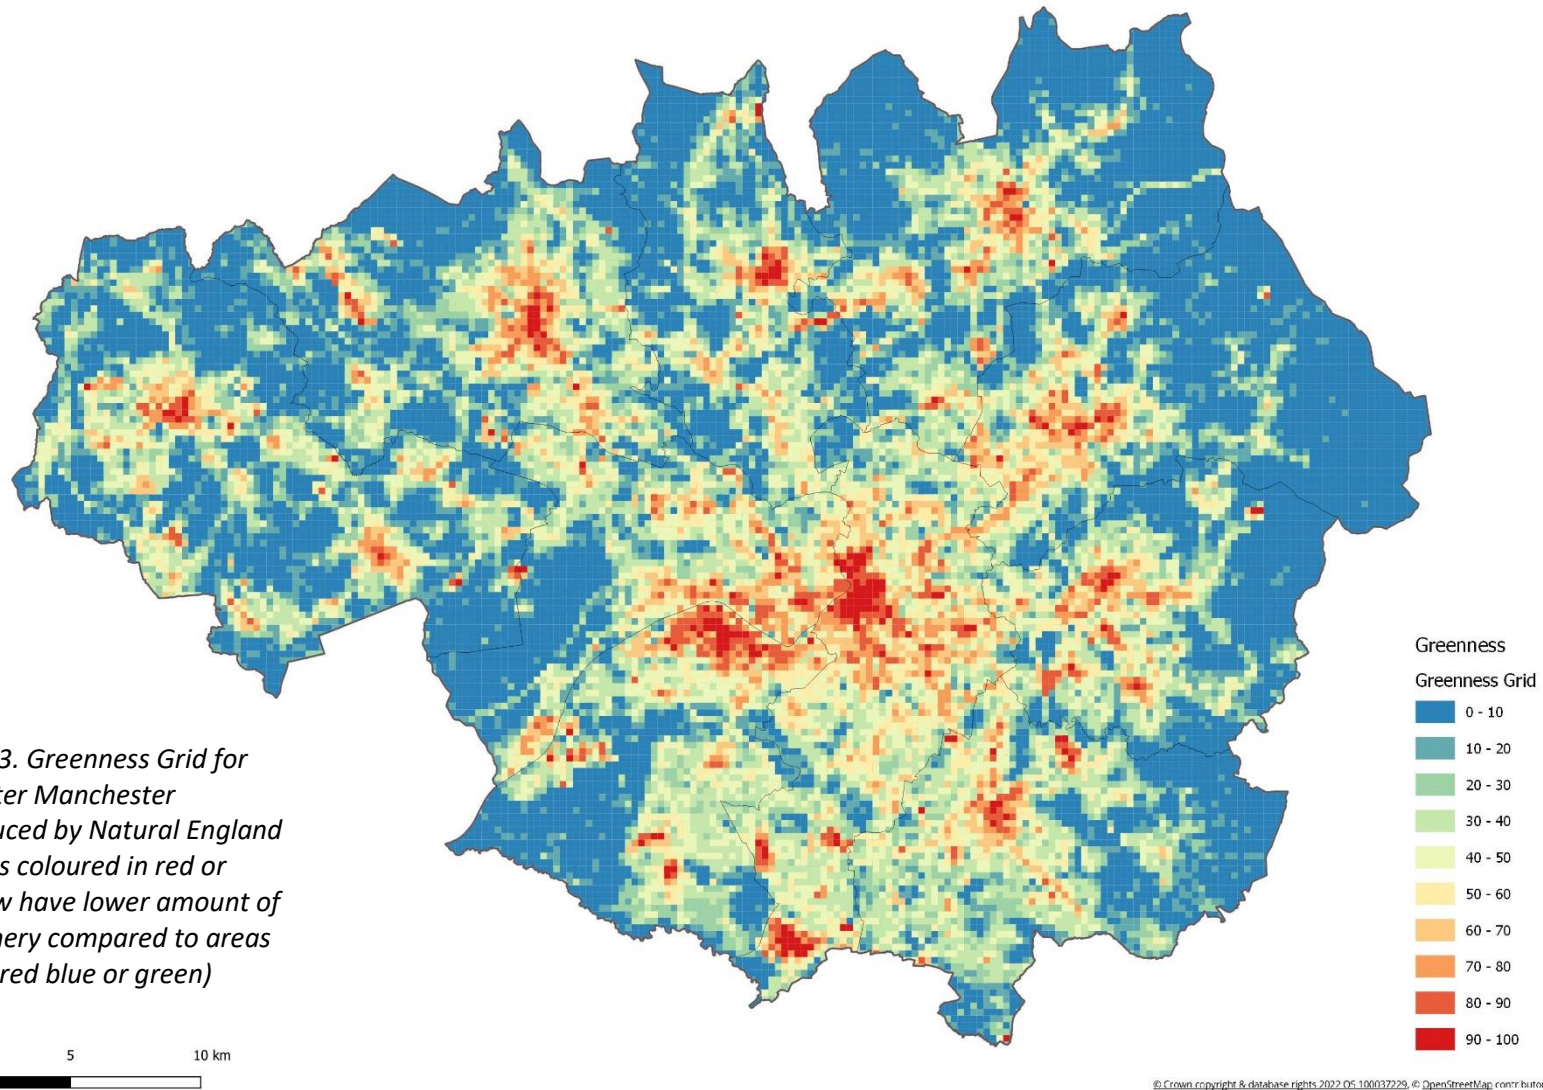 3. Greenness Grid for
ter Manchester
uced by Natural England
s coloured in red or
w have lower amount of
nery compared to areas
red blue or green)
5 10 km
Greenness
Greenness Grid
0 - 10
10 - 20
20 - 30
30 - 40
40 - 50
50 - 60
60 - 70
70 - 80
80 - 90
90 - 100
© Crown copyright & database rights 2022 OS 100037229, © OpenStreetMap contributor